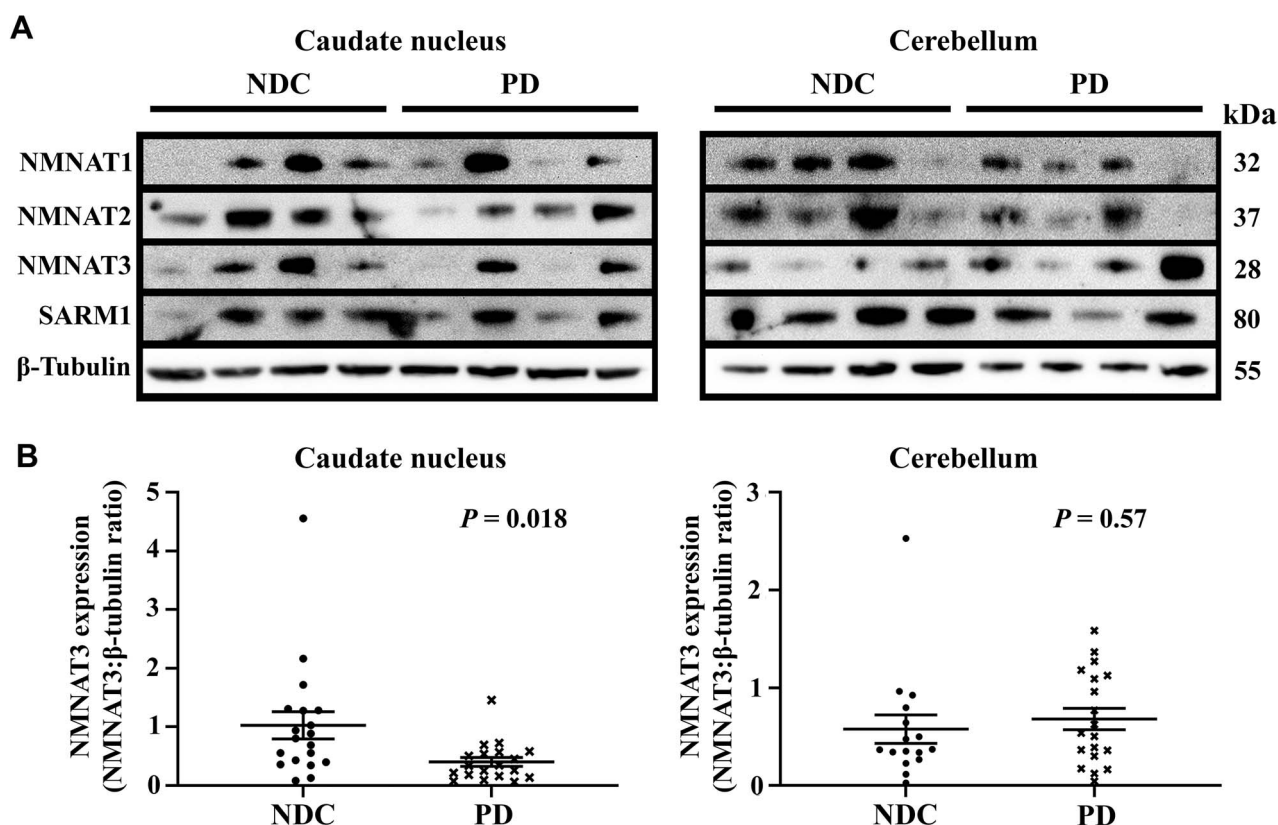 A
Caudate nucleus
Cerebellum
NDC
PD
NDC
PD
kDa
NMNAT1
32
NMNAT2
37
NMNAT3
28
SARM1
80
β-Tubulin
55
B
Caudate nucleus
Cerebellum
NMNAT3 expression
(NMNAT3:β-tubulin ratio)
5
4
3
2
1
0
P = 0.018
NDC
PD
NMNAT3 expression
(NMNAT3:β-tubulin ratio)
3
2
1
0
P = 0.57
NDC
PD